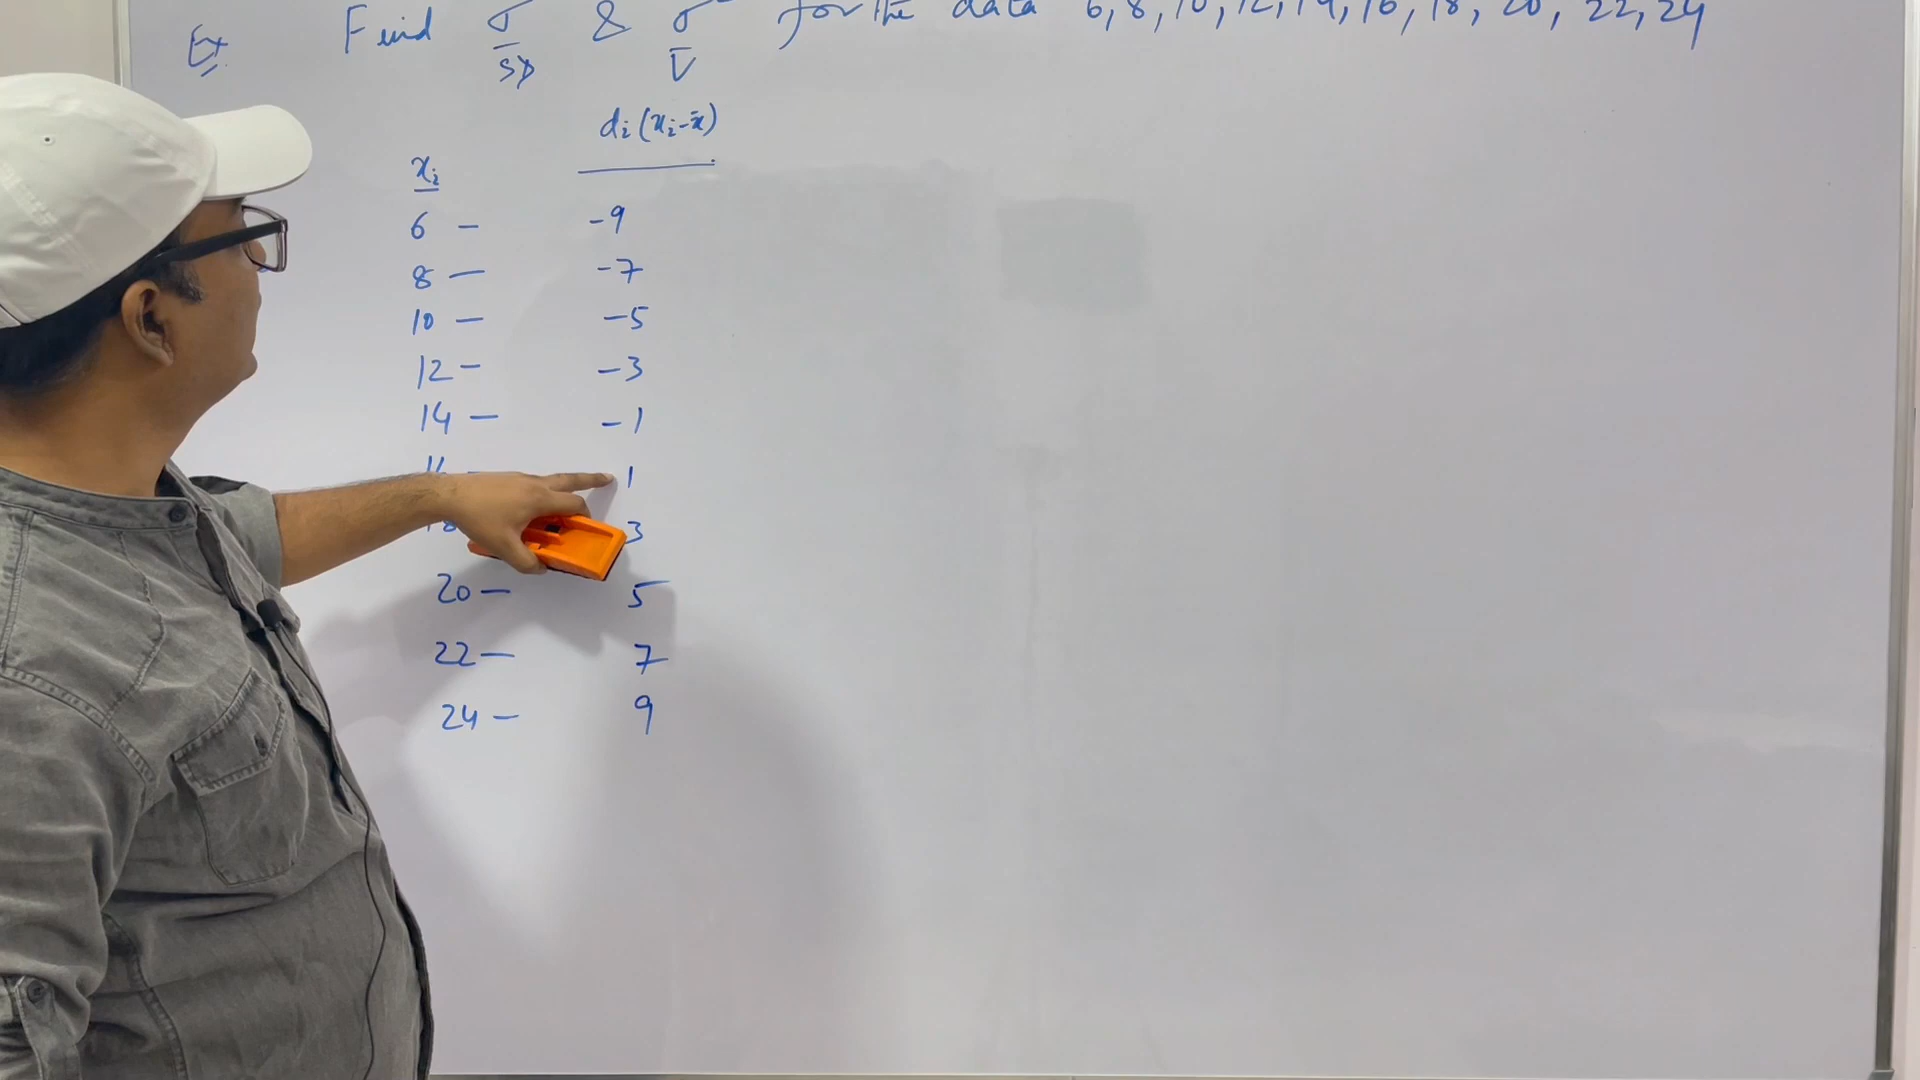 Ex Find σ & σ² for the data 6, 8, 10, 12, 14, 16, 18, 20, 22, 24
SD V
xᵢ dᵢ (xᵢ - x̄)
6 — -9
8 — -7
10 — -5
12 — -3
14 — -1
16 — 1
18 3
20 — 5
22 — 7
24 — 9